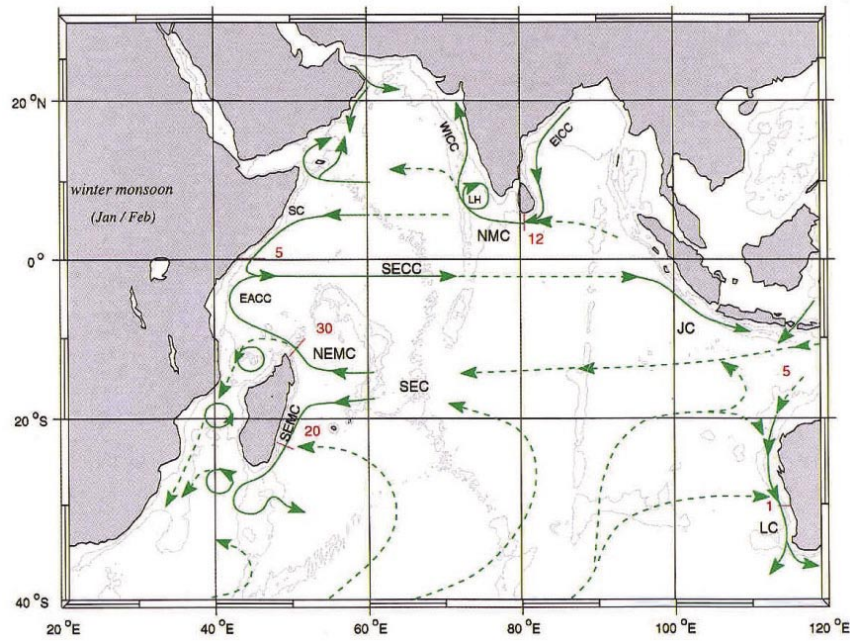 20 °N
WICC
EICC
winter monsoon
(Jan / Feb)
LH
SC
NMC
12
5
0°
SECC
EACC
30
JC
NEMC
SEC
5
20 °S
SEMC
20
1
LC
40 °S
20 °E
40 °E
60 °E
80 °E
100 °E
120 °E